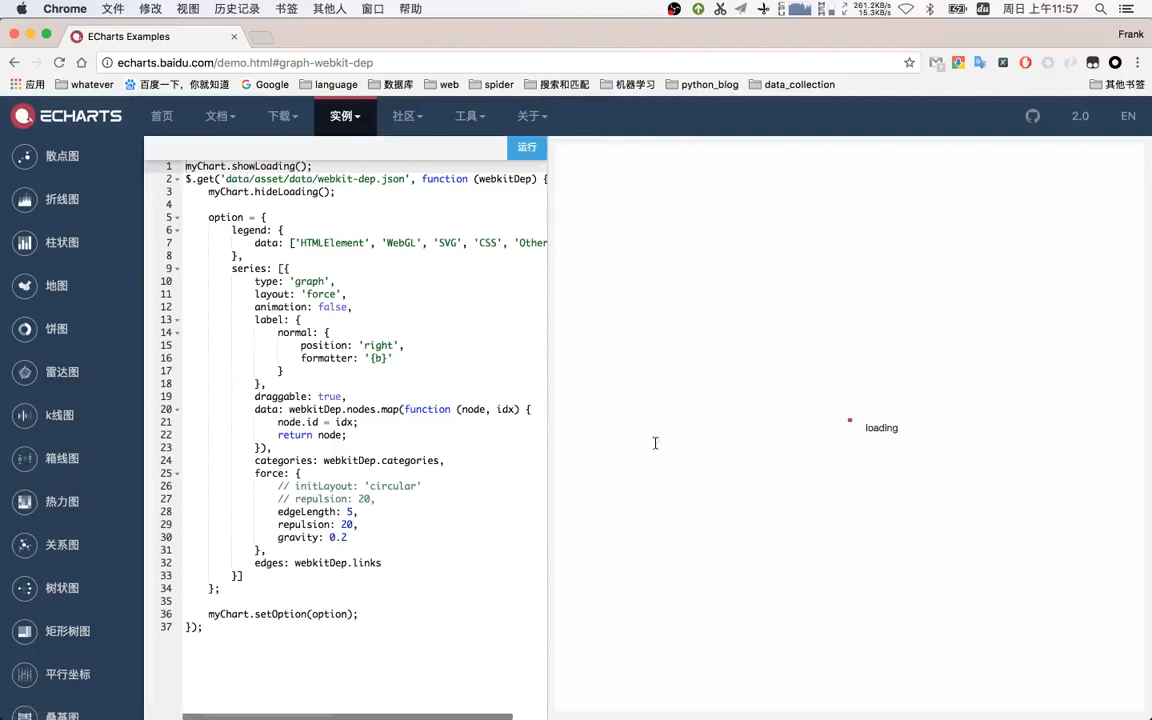 Chrome 文件 修改 视图 历史记录 书签 其他人 窗口 帮助 261.2KB/s 15.3KB/s 周日 上午11:57
ECharts Examples Frank
echarts.baidu.com/demo.html#graph-webkit-dep
应用 whatever 百度一下，你就知道 Google language 数据库 web spider 搜索和匹配 机器学习 python_blog data_collection 其他书签
ECHARTS 首页 文档 下载 实例 社区 工具 关于 2.0 EN
运行
散点图
折线图
柱状图
地图
饼图
雷达图
k线图
箱线图
热力图
关系图
树状图
矩形树图
平行坐标
桑基图
1 myChart.showLoading();
2 $.get('data/asset/data/webkit-dep.json', function (webkitDep) {
3 myChart.hideLoading();
4
5 option = {
6 legend: {
7 data: ['HTMLElement', 'WebGL', 'SVG', 'CSS', 'Other
8 },
9 series: [{
10 type: 'graph',
11 layout: 'force',
12 animation: false,
13 label: {
14 normal: {
15 position: 'right',
16 formatter: '{b}'
17 }
18 },
19 draggable: true,
20 data: webkitDep.nodes.map(function (node, idx) {
21 node.id = idx;
22 return node;
23 }),
24 categories: webkitDep.categories,
25 force: {
26 // initLayout: 'circular'
27 // repulsion: 20,
28 edgeLength: 5,
29 repulsion: 20,
30 gravity: 0.2
31 },
32 edges: webkitDep.links
33 }]
34 };
35
36 myChart.setOption(option);
37 });
loading